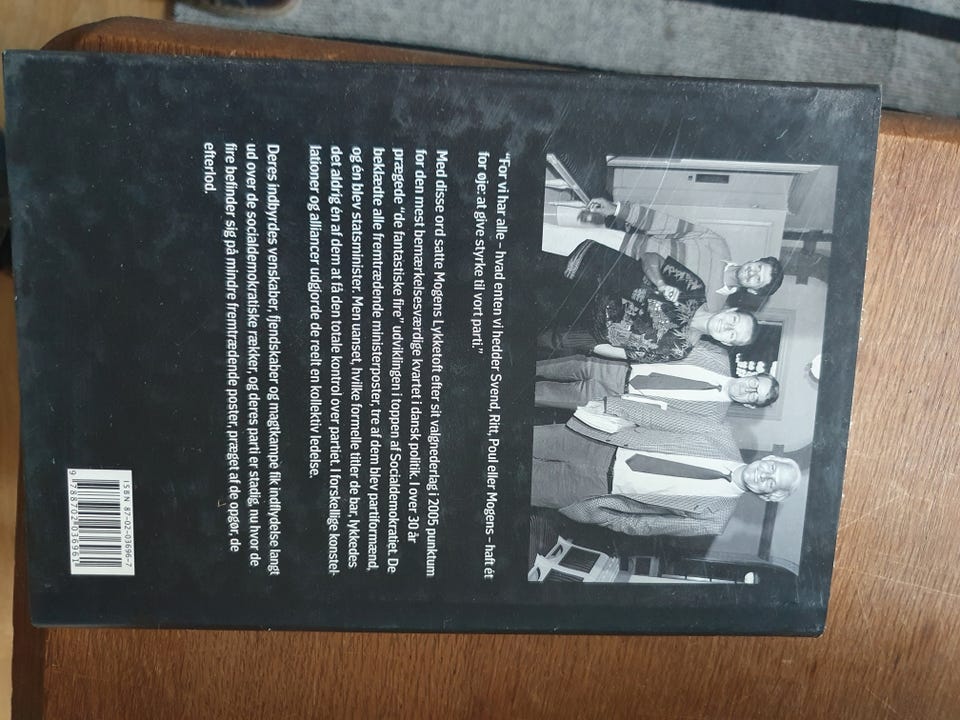 "For vi har alle – hvad enten vi hedder Svend, Ritt, Poul eller Mogens – haft ét
for øje: at give styrke til vort parti."
Med disse ord satte Mogens Lykketoft efter sit valgnederlag i 2005 punktum
for den mest bemærkelsesværdige kvartet i dansk politik. I over 30 år
prægede "de fantastiske fire" udviklingen i toppen af Socialdemokratiet. De
beklædte alle fremtrædende ministerposter, tre af dem blev partiformænd,
og én blev statsminister. Men uanset, hvilke formelle titler de bar, lykkedes
det aldrig én af dem at få den totale kontrol over partiet. I forskellige konstel-
lationer og alliancer udgjorde de reelt en kollektiv ledelse.
Deres indbyrdes venskaber, fjendskaber og magtkampe fik indflydelse langt
ud over de socialdemokratiske rækker, og deres parti er stadig, nu hvor de
fire befinder sig på mindre fremtrædende poster, præget af de opgør, de
efterlod.
ISBN 87-02-03696-7
9 788702 036961